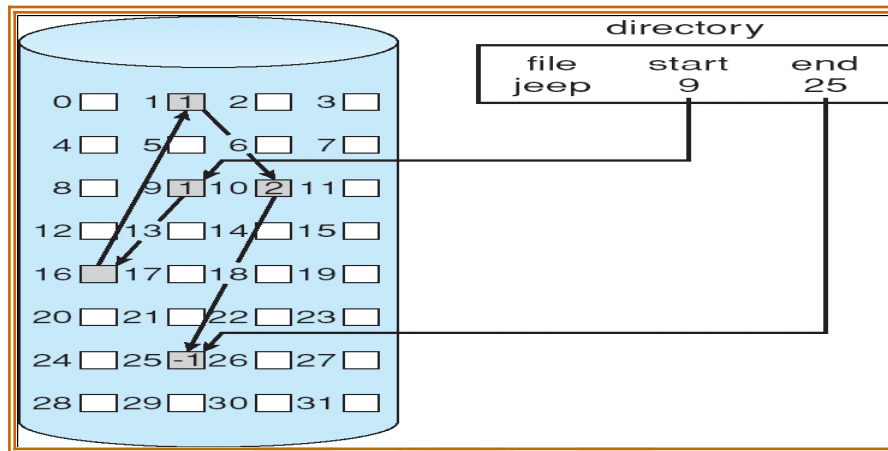 directory
file start end
jeep 9 25
0 1 1 2 3
4 5 6 7
8 9 1 10 2 11
12 13 14 15
16 17 18 19
20 21 22 23
24 25 -1 26 27
28 29 30 31